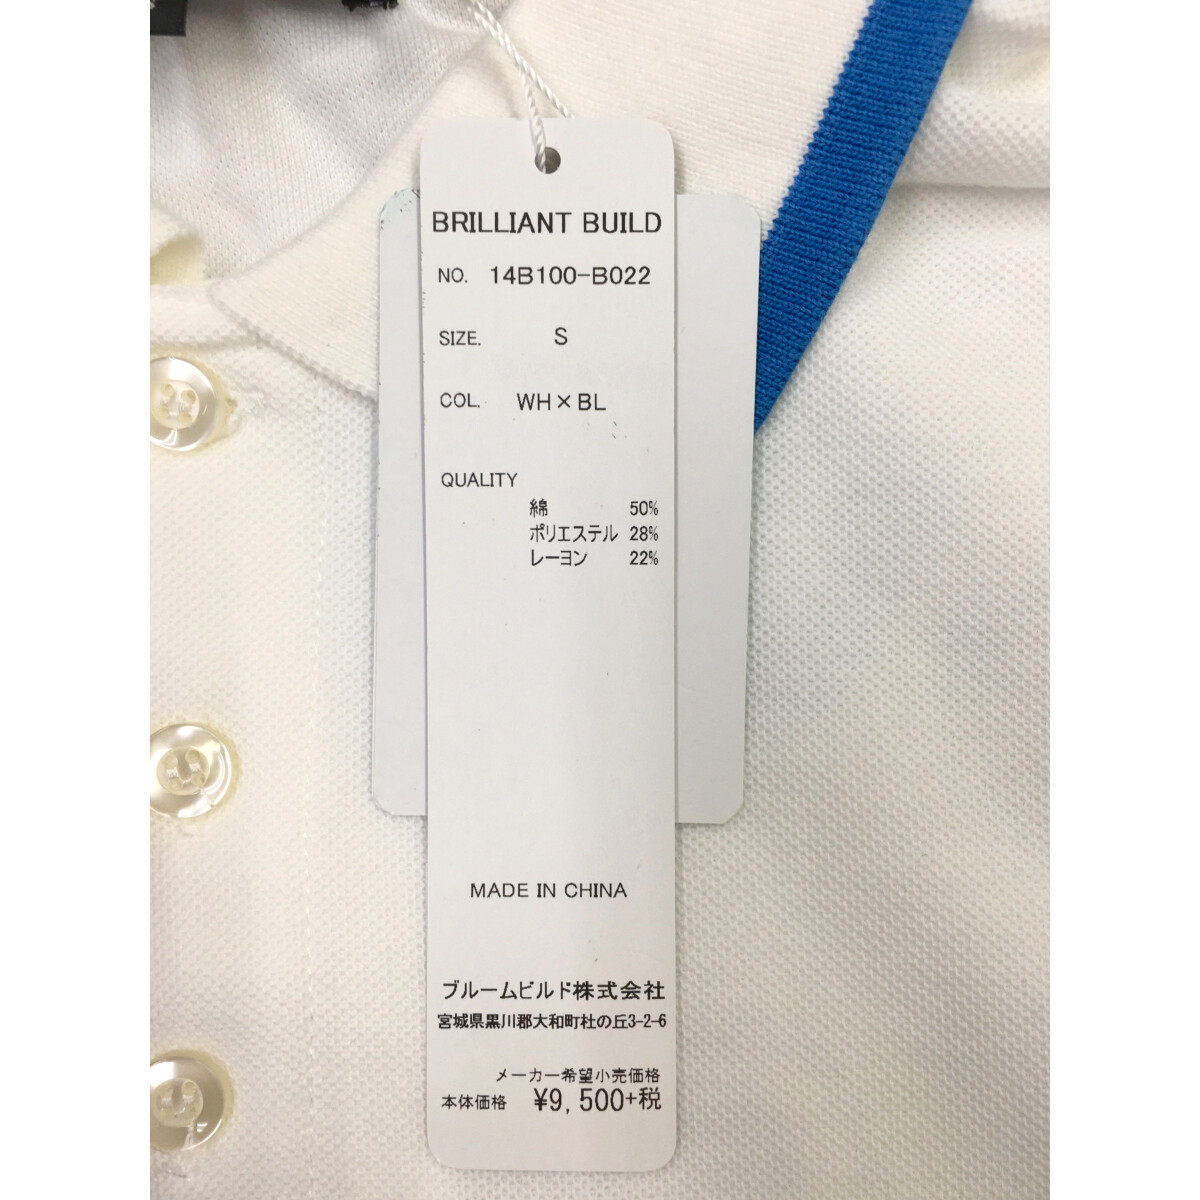 BRILLIANT BUILD
NO. 14B100-B022
SIZE. S
COL. WH×BL
QUALITY
綿 50%
ポリエステル 28%
レーヨン 22%
MADE IN CHINA
ブルームビルド株式会社
宮城県黒川郡大和町杜の丘3-2-6
メーカー希望小売価格
本体価格 ¥9,500+税